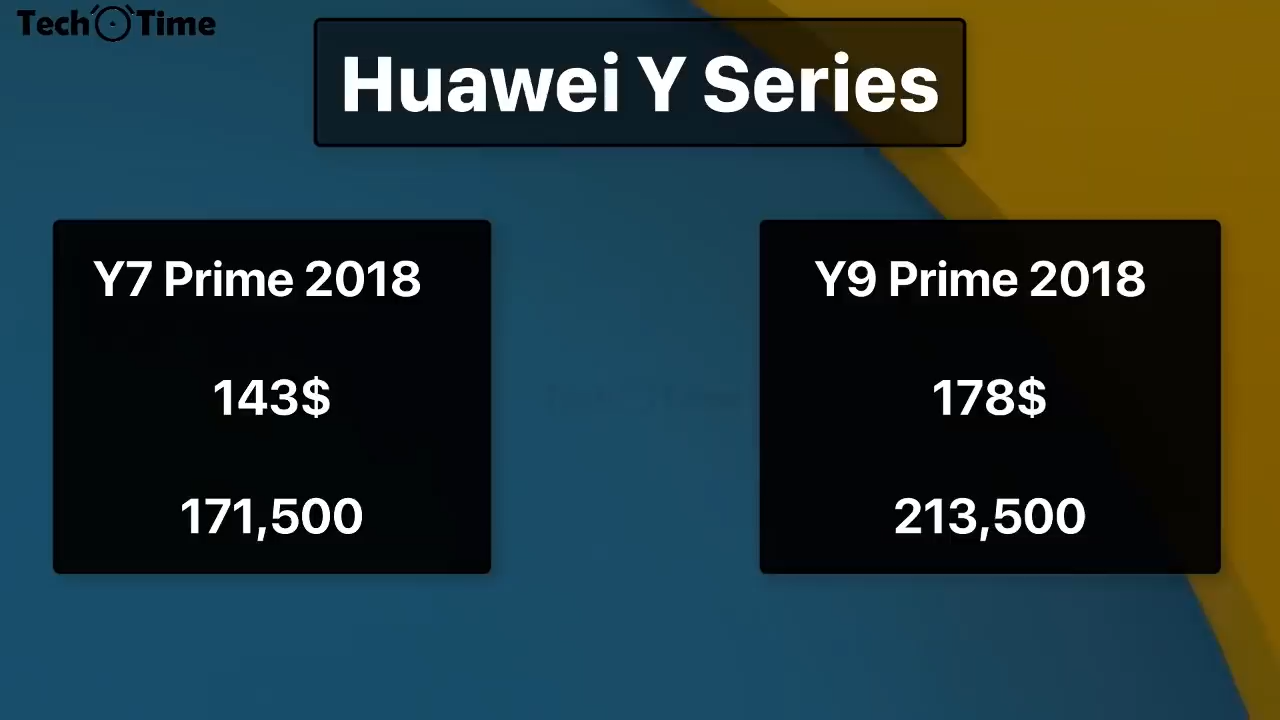 Tech Time
Huawei Y Series
Y7 Prime 2018
143$
171,500
Y9 Prime 2018
178$
213,500